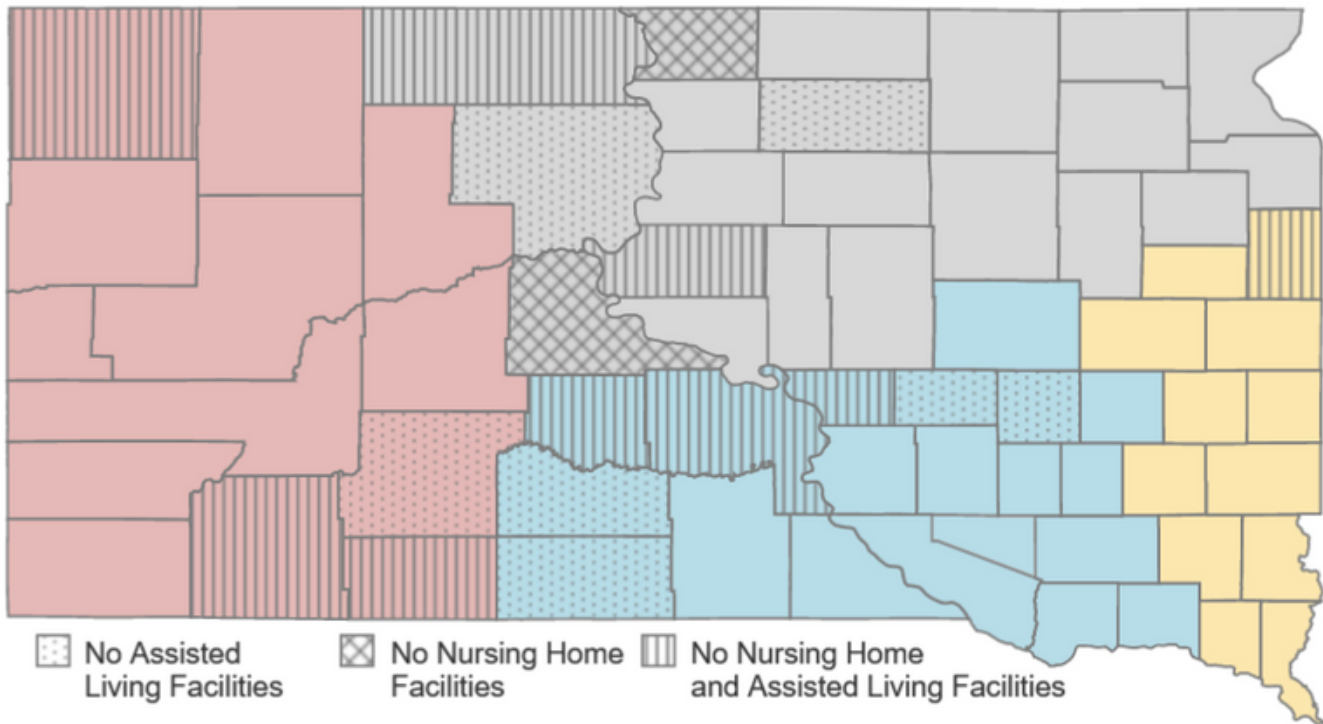 No Assisted
Living Facilities
No Nursing Home
Facilities
No Nursing Home
and Assisted Living Facilities